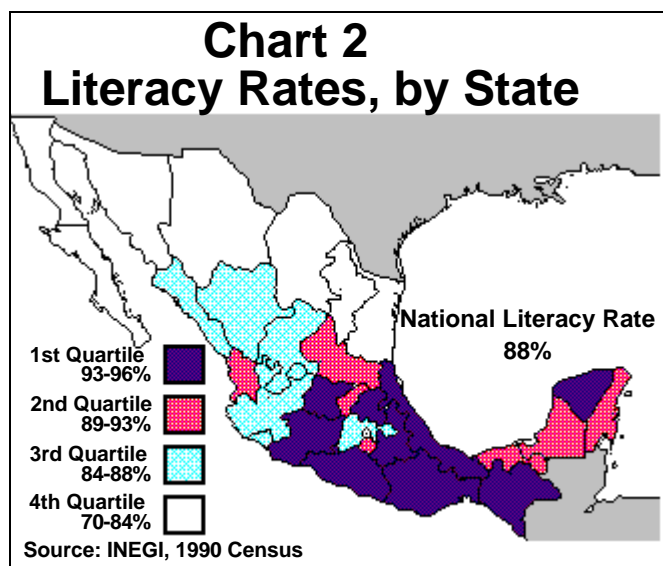 Chart 2
Literacy Rates, by State
National Literacy Rate
88%
1st Quartile
93-96%
2nd Quartile
89-93%
3rd Quartile
84-88%
4th Quartile
70-84%
Source: INEGI, 1990 Census